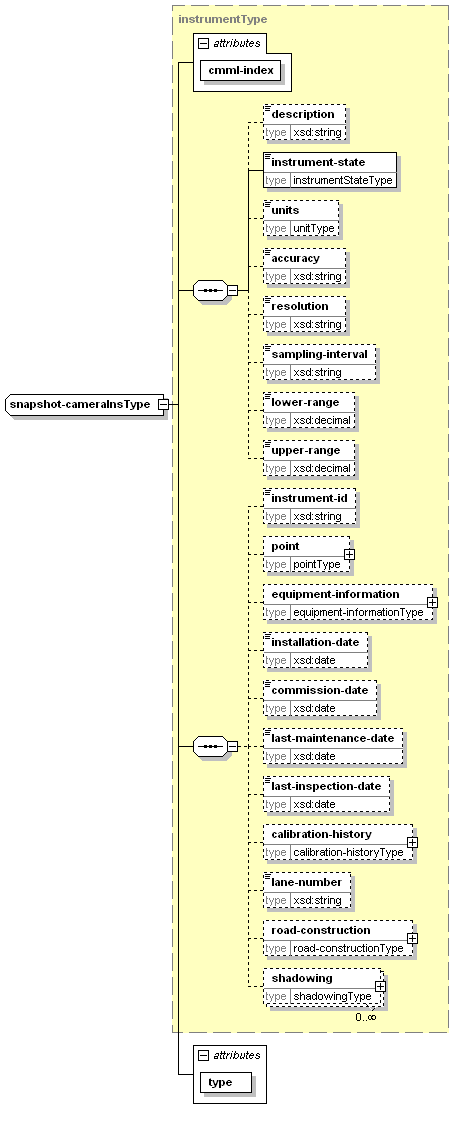 instrumentType
attributes
cmml-index
description
type xsd:string
instrument-state
type instrumentStateType
units
type unitType
accuracy
type xsd:string
resolution
type xsd:string
sampling-interval
type xsd:string
lower-range
type xsd:decimal
upper-range
type xsd:decimal
snapshot-cameraInsType
instrument-id
type xsd:string
point
type pointType
equipment-information
type equipment-informationType
installation-date
type xsd:date
commission-date
type xsd:date
last-maintenance-date
type xsd:date
last-inspection-date
type xsd:date
calibration-history
type calibration-historyType
lane-number
type xsd:string
road-construction
type road-constructionType
shadowing
type shadowingType
0..∞
attributes
type